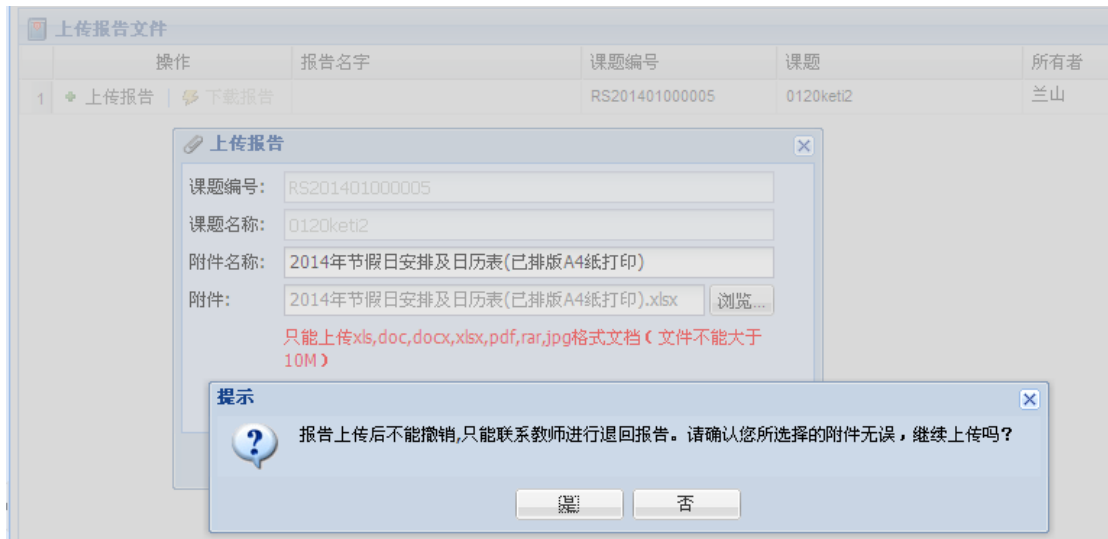 上传报告文件
操作 报告名字 课题编号 课题 所有者
1 上传报告 下载报告 RS201401000005 0120keti2 兰山
上传报告
课题编号: RS201401000005
课题名称: 0120keti2
附件名称: 2014年节假日安排及日历表(已排版A4纸打印)
附件: 2014年节假日安排及日历表(已排版A4纸打印).xlsx 浏览...
只能上传xls,doc,docx,xlsx,pdf,rar,jpg格式文档（文件不能大于
10M）
提示
报告上传后不能撤销,只能联系教师进行退回报告。请确认您所选择的附件无误，继续上传吗？
是 否